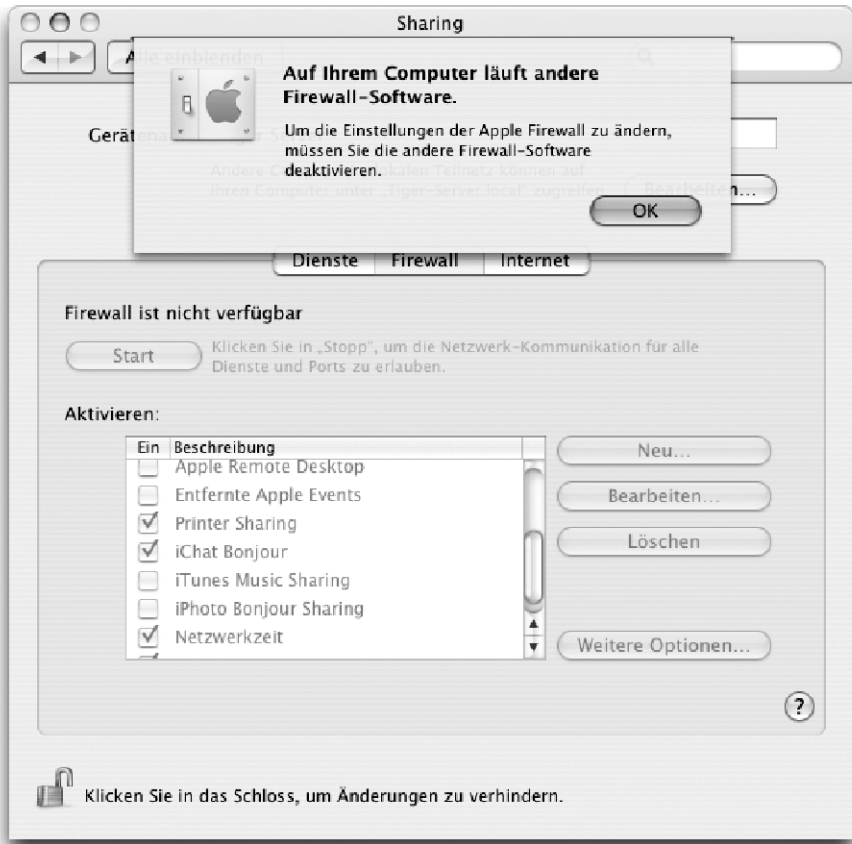 Sharing
Alle einblenden
Auf Ihrem Computer läuft andere
Firewall-Software.
Um die Einstellungen der Apple Firewall zu ändern,
müssen Sie die andere Firewall-Software
deaktivieren.
OK
Gerät
lokalen Teilnetz können auf
Ihren Computer unter „Tiger-Server.local“ zugreifen
Bearbeiten...
Dienste
Firewall
Internet
Firewall ist nicht verfügbar
Start
Klicken Sie in „Stopp“, um die Netzwerk-Kommunikation für alle
Dienste und Ports zu erlauben.
Aktivieren:
Ein Beschreibung
Apple Remote Desktop
Entfernte Apple Events
Printer Sharing
iChat Bonjour
iTunes Music Sharing
iPhoto Bonjour Sharing
Netzwerkzeit
Neu...
Bearbeiten...
Löschen
Weitere Optionen...
?
Klicken Sie in das Schloss, um Änderungen zu verhindern.